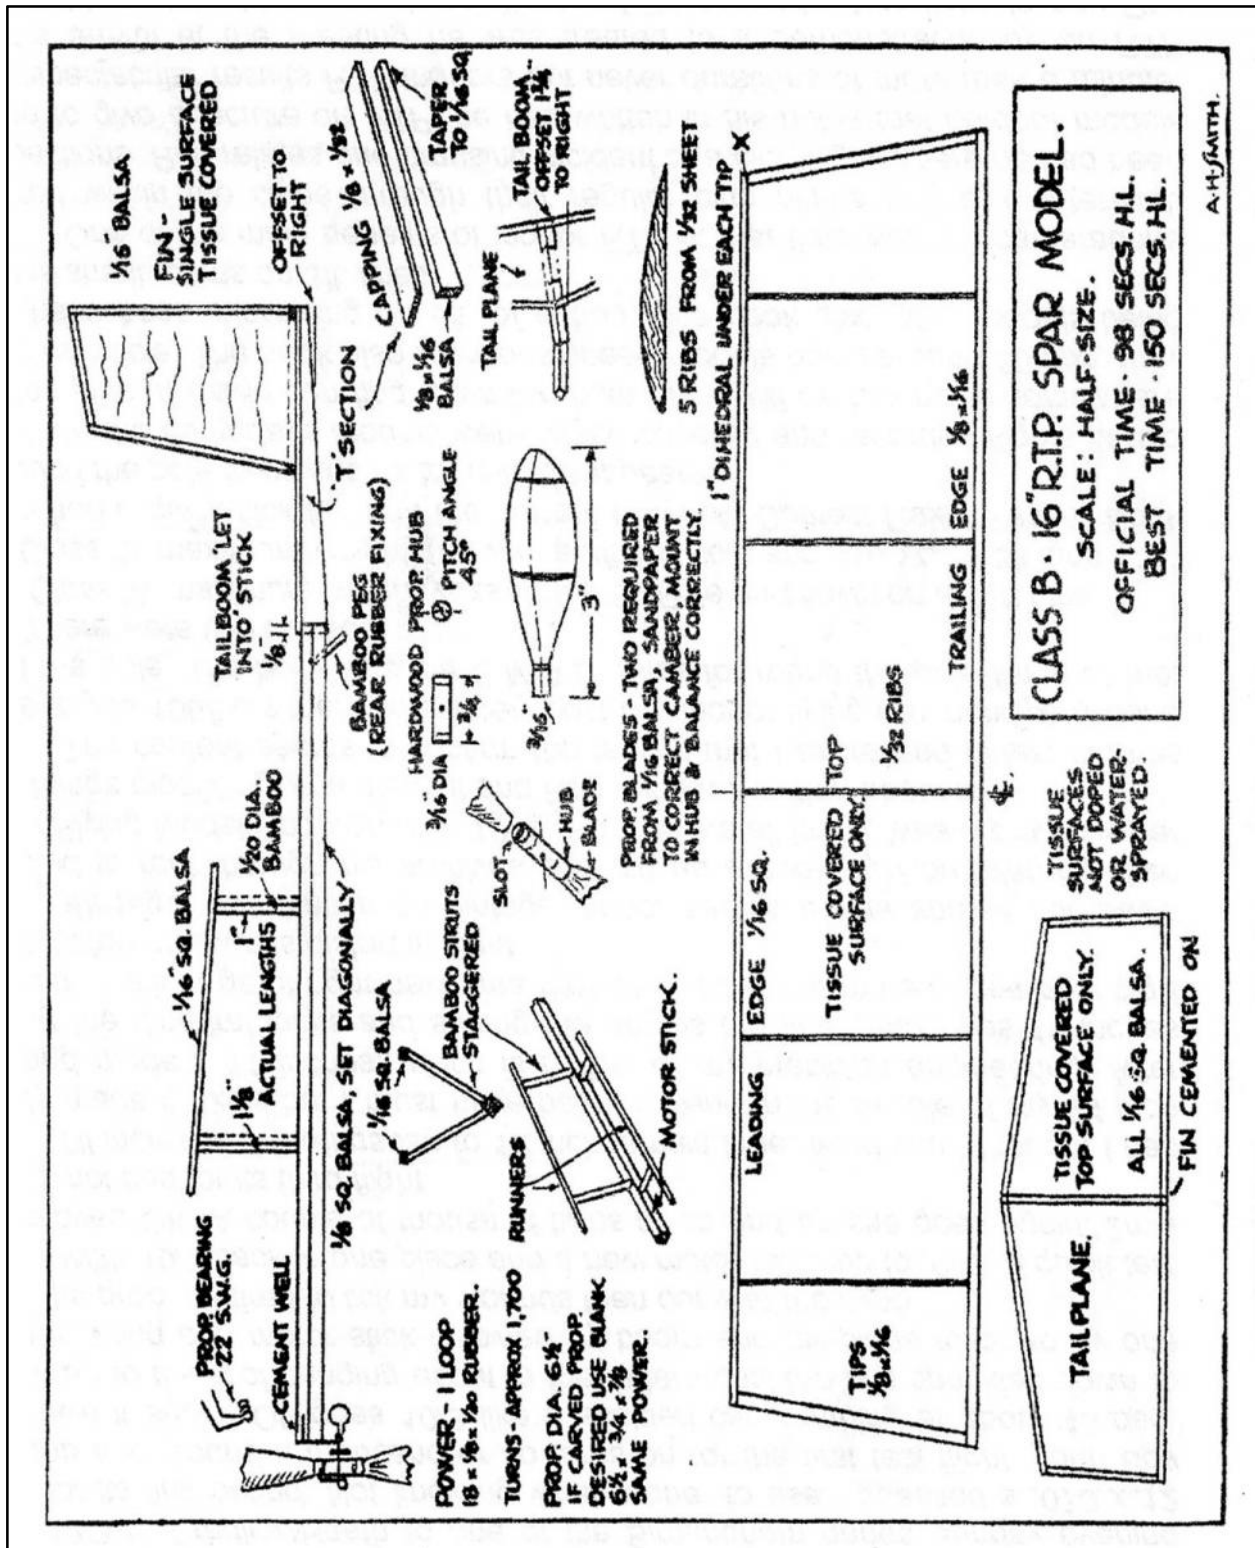 PROP. BEARING
22 S.W.G.
CEMENT WELL
1/16" SQ. BALSA
1 1/8"
1"
ACTUAL LENGTHS
1/20 DIA.
BAMBOO
TAILBOOM LET
INTO STICK
1/8
1/16" BALSA
FIN-
SINGLE SURFACE
TISSUE COVERED
OFFSET TO
RIGHT
1/8 SQ. BALSA, SET DIAGONALLY
BAMBOO PEG
(REAR RUBBER FIXING)
"T" SECTION
CAPPING 1/8 x 1/32
1/8 x 1/16
BALSA
TAPER
TO 1/16 SQ.
POWER- 1 LOOP
18 x 1/8 x 1/20 RUBBER.
TURNS - APPROX 1,700
PROP. DIA. 6 1/2
IF CARVED PROP.
DESIRED USE BLANK
6 1/2 x 3/4 x 7/8
SAME POWER.
1/16 SQ. BALSA
BAMBOO STRUTS
STAGGERED
RUNNERS
MOTOR STICK.
HARDWOOD PROP. HUB
3/16" DIA
3/4"
PITCH ANGLE
45°
SLOT
HUB
BLADE
3/16"
3"
PROP. BLADES - TWO REQUIRED
FROM 1/16 BALSA. SANDPAPER
TO CORRECT CAMBER, MOUNT
IN HUB & BALANCE CORRECTLY.
TAIL PLANE
TAIL BOOM
OFFSET 1 1/4
TO RIGHT
5 RIBS FROM 1/32 SHEET
1" DIHEDRAL UNDER EACH TIP - X
LEADING EDGE 1/16 SQ.
TIPS
1/8 x 1/16
TISSUE COVERED TOP
SURFACE ONLY.
1/32 RIBS
TRAILING EDGE 1/8 x 1/16
TAILPLANE.
TISSUE COVERED
TOP SURFACE ONLY.
ALL 1/16 SQ. BALSA.
FIN CEMENTED ON
TISSUE
SURFACES
NOT DOPED
OR WATER-
SPRAYED
CLASS B 16" R.T.P. SPAR MODEL.
SCALE: HALF-SIZE.
OFFICIAL TIME - 98 SECS. H.L.
BEST TIME - 150 SECS. H.L.
A.H. SMITH.